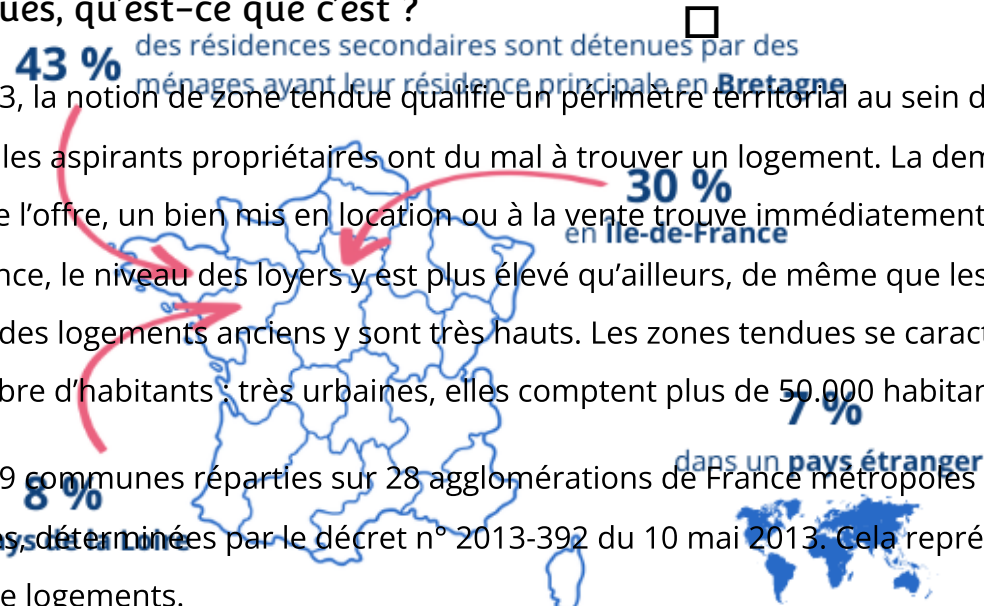 ues, qu'est-ce que c'est ?
43 %
des résidences secondaires sont détenues par des
ménages ayant leur résidence principale en Bretagne
3, la notion de zone tendue qualifie un périmètre territorial au sein d
les aspirants propriétaires ont du mal à trouver un logement. La dem
30 %
e l'offre, un bien mis en location ou à la vente trouve immédiatement
en Île-de-France
nce, le niveau des loyers y est plus élevé qu'ailleurs, de même que les
des logements anciens y sont très hauts. Les zones tendues se caract
bre d'habitants : très urbaines, elles comptent plus de 50.000 habitan
7 %
dans un pays étranger
9 communes réparties sur 28 agglomérations de France métropoles
8 %
es, déterminées par le décret n° 2013-392 du 10 mai 2013. Cela repré
ays de la Loire
e logements.